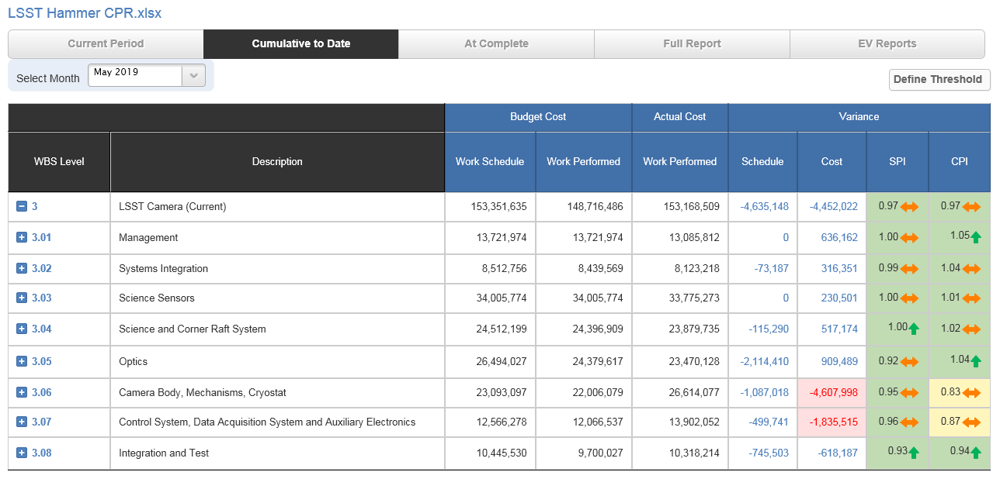 LSST Hammer CPR.xlsx
Current Period Cumulative to Date At Complete Full Report EV Reports
Select Month May 2019 Define Threshold
Budget Cost Actual Cost Variance
WBS Level Description Work Schedule Work Performed Work Performed Schedule Cost SPI CPI
3 LSST Camera (Current) 153,351,635 148,716,486 153,168,509 -4,635,148 -4,452,022 0.97 0.97
3.01 Management 13,721,974 13,721,974 13,085,812 0 636,162 1.00 1.05
3.02 Systems Integration 8,512,756 8,439,569 8,123,218 -73,187 316,351 0.99 1.04
3.03 Science Sensors 34,005,774 34,005,774 33,775,273 0 230,501 1.00 1.01
3.04 Science and Corner Raft System 24,512,199 24,396,909 23,879,735 -115,290 517,174 1.00 1.02
3.05 Optics 26,494,027 24,379,617 23,470,128 -2,114,410 909,489 0.92 1.04
3.06 Camera Body, Mechanisms, Cryostat 23,093,097 22,006,079 26,614,077 -1,087,018 -4,607,998 0.95 0.83
3.07 Control System, Data Acquisition System and Auxiliary Electronics 12,566,278 12,066,537 13,902,052 -499,741 -1,835,515 0.96 0.87
3.08 Integration and Test 10,445,530 9,700,027 10,318,214 -745,503 -618,187 0.93 0.94